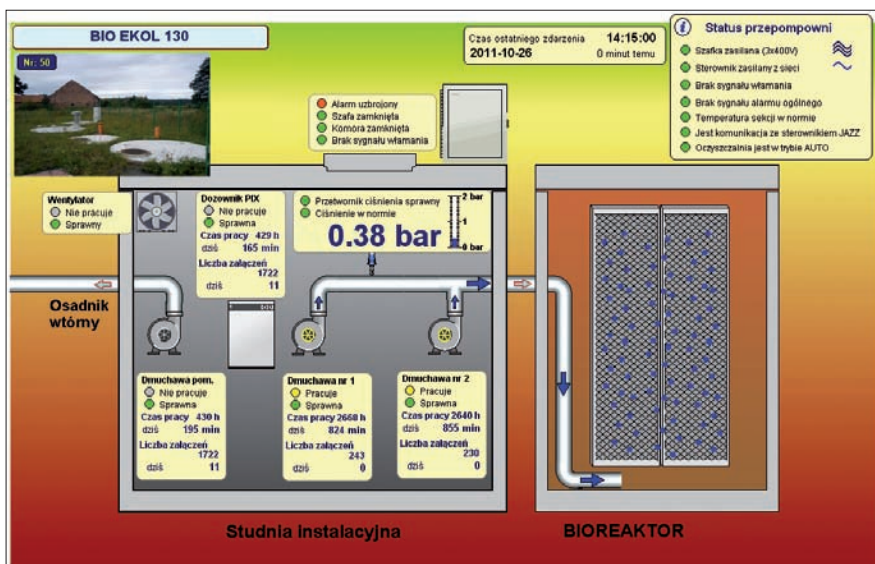 BIO EKOL 130
Nr: 50
Czas ostatniego zdarzenia 14:15:00
2011-10-26 0 minut temu
Status przepompowni
Szafka zasilana (3x400V)
Sterownik zasilany z sieci
Brak sygnału włamania
Brak sygnału alarmu ogólnego
Temperatura sekcji w normie
Jest komunikacja ze sterownikiem JAZZ
Oczyszczalnia jest w trybie AUTO
Alarm uzbrojony
Szafa zamknięta
Komora zamknięta
Brak sygnału włamania
Wentylator
Nie pracuje
Sprawny
Dozownik PIX
Nie pracuje
Sprawna
Czas pracy 429 h
dziś 165 min
Liczba załączeń
1722
dziś 11
Przetwornik ciśnienia sprawny
Ciśnienie w normie
0.38 bar
2 bar
1
0 bar
Osadnik
wtórny
Dmuchawa pom.
Nie pracuje
Sprawna
Czas pracy 430 h
dziś 195 min
Liczba załączeń
1722
dziś 11
Dmuchawa nr 1
Pracuje
Sprawna
Czas pracy 2668 h
dziś 824 min
Liczba załączeń
243
dziś 0
Dmuchawa nr 2
Pracuje
Sprawna
Czas pracy 2640 h
dziś 855 min
Liczba załączeń
230
dziś 0
Studnia instalacyjna
BIOREAKTOR